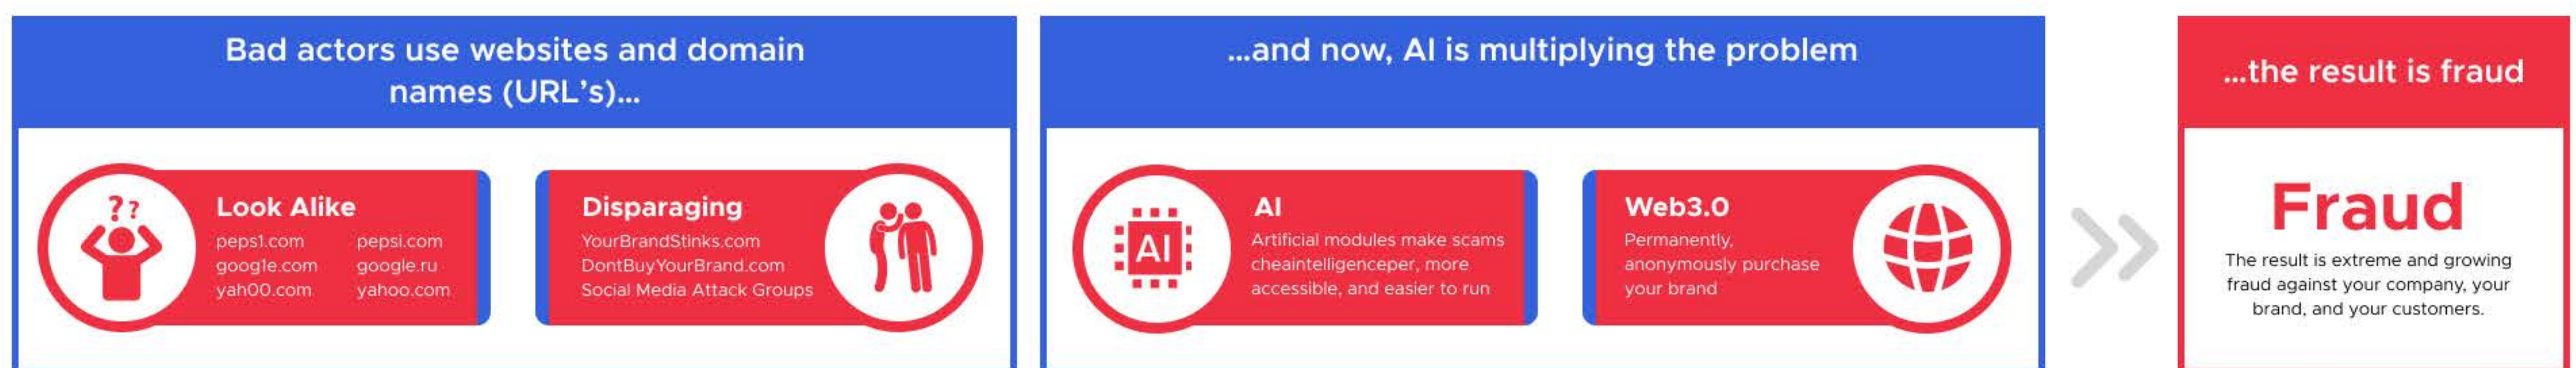 Bad actors use websites and domain
names (URL's)...
Look Alike
peps1.com pepsi.com
goog1e.com google.ru
yah00.com yahoo.com
Disparaging
YourBrandStinks.com
DontBuyYourBrand.com
Social Media Attack Groups
...and now, AI is multiplying the problem
AI
AI
Artificial modules make scams
cheaintelligenceper, more
accessible, and easier to run
Web3.0
Permanently,
anonymously purchase
your brand
...the result is fraud
Fraud
The result is extreme and growing
fraud against your company, your
brand, and your customers.